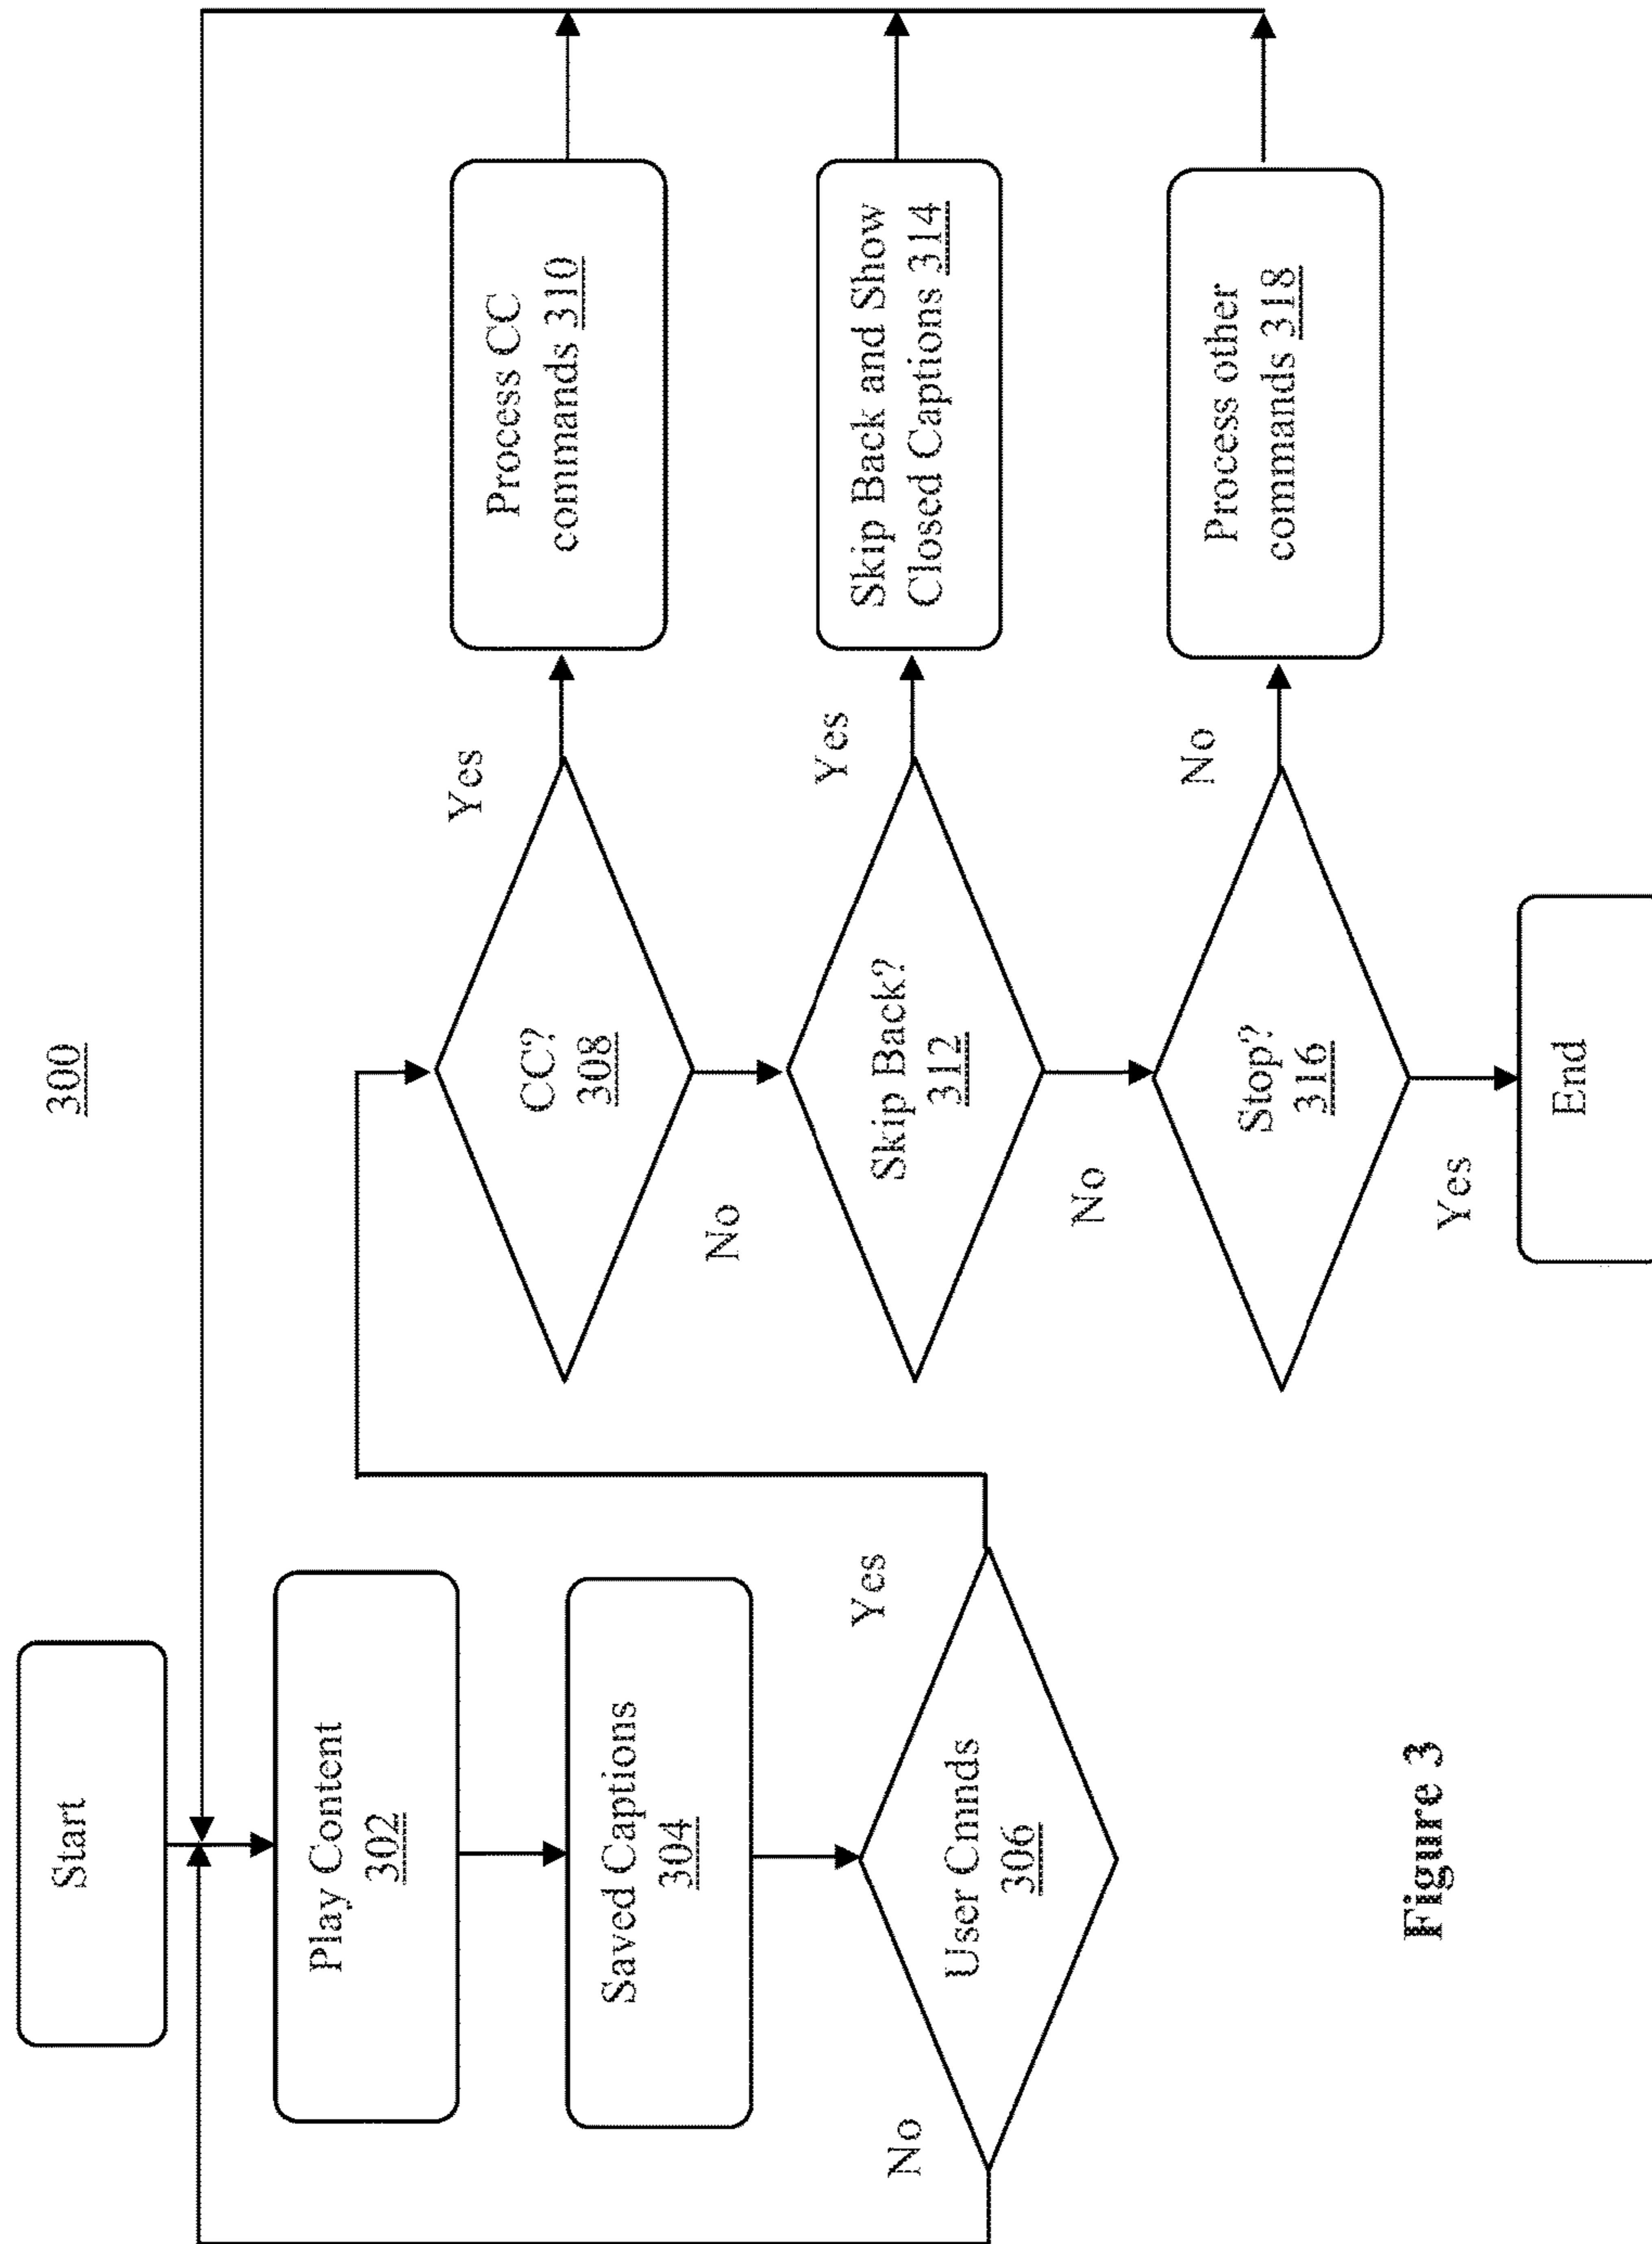 300
Start
Play Content
302
Saved Captions
304
User Cmnds
306
Yes
No
CC?
308
Yes
No
Process CC
commands 310
Skip Back?
312
Yes
No
Skip Back and Show
Closed Captions 314
Stop?
316
No
Yes
Process other
commands 318
End
Figure 3